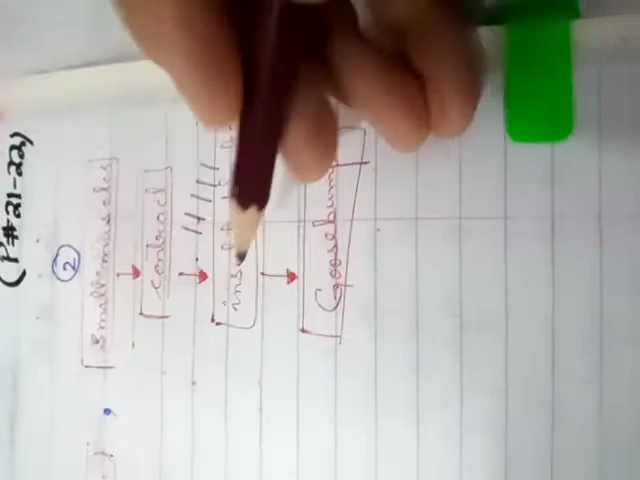 (P#21-22)
②
Small muscles
contract
Goosebum